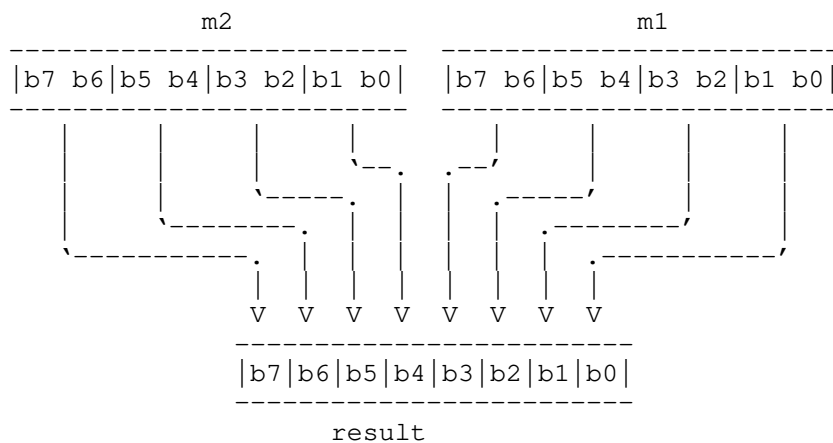 m2 m1
|b7 b6|b5 b4|b3 b2|b1 b0| |b7 b6|b5 b4|b3 b2|b1 b0|
V V V V V V V V
|b7|b6|b5|b4|b3|b2|b1|b0|
result